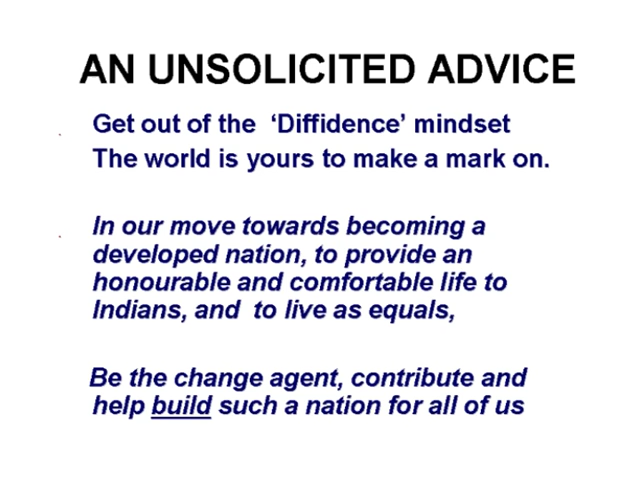 AN UNSOLICITED ADVICE
Get out of the ‘Diffidence’ mindset
The world is yours to make a mark on.
In our move towards becoming a
developed nation, to provide an
honourable and comfortable life to
Indians, and to live as equals,
Be the change agent, contribute and
help build such a nation for all of us